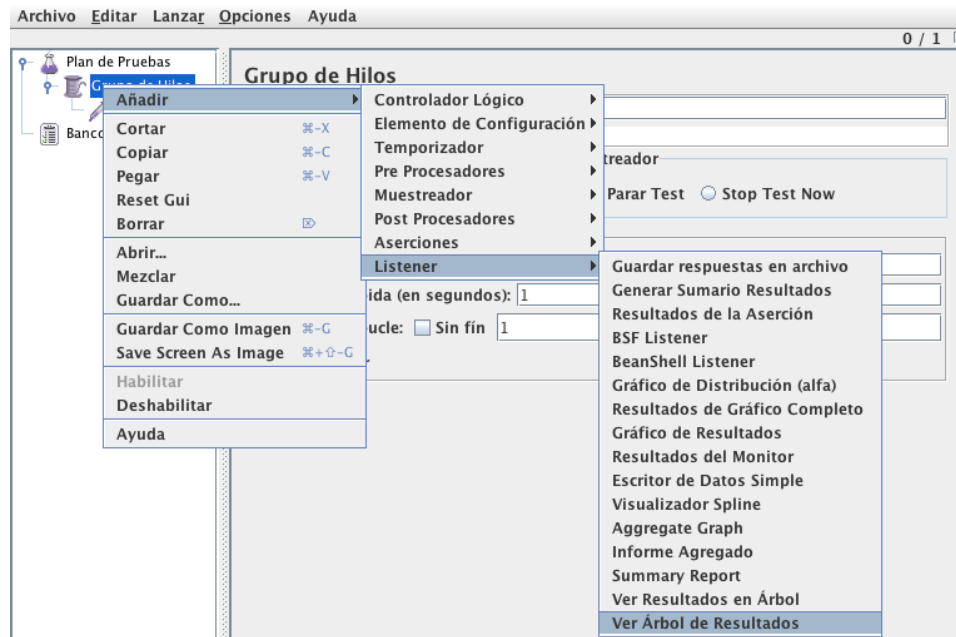 Archivo Editar Lanzar Opciones Ayuda
0 / 1
Plan de Pruebas
Grupo de Hilos
Banco
Grupo de Hilos
treador
Parar Test Stop Test Now
ida (en segundos): 1
ucle: Sin fín 1
Añadir
Cortar ⌘-X
Copiar ⌘-C
Pegar ⌘-V
Reset Gui
Borrar ⌦
Abrir...
Mezclar
Guardar Como...
Guardar Como Imagen ⌘-G
Save Screen As Image ⌘+⇧-G
Habilitar
Deshabilitar
Ayuda
Controlador Lógico
Elemento de Configuración
Temporizador
Pre Procesadores
Muestreador
Post Procesadores
Aserciones
Listener
Guardar respuestas en archivo
Generar Sumario Resultados
Resultados de la Aserción
BSF Listener
BeanShell Listener
Gráfico de Distribución (alfa)
Resultados de Gráfico Completo
Gráfico de Resultados
Resultados del Monitor
Escritor de Datos Simple
Visualizador Spline
Aggregate Graph
Informe Agregado
Summary Report
Ver Resultados en Árbol
Ver Árbol de Resultados